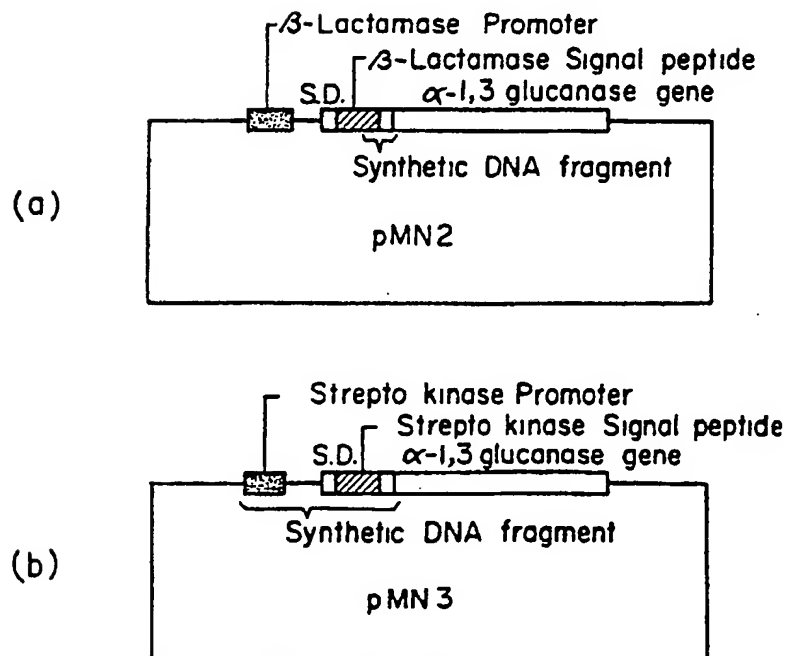 β-Lactamase Promoter
β-Lactamase Signal peptide
S.D. α-1,3 glucanase gene
Synthetic DNA fragment
(a)
pMN2
Strepto kinase Promoter
Strepto kinase Signal peptide
S.D. α-1,3 glucanase gene
Synthetic DNA fragment
(b)
pMN3